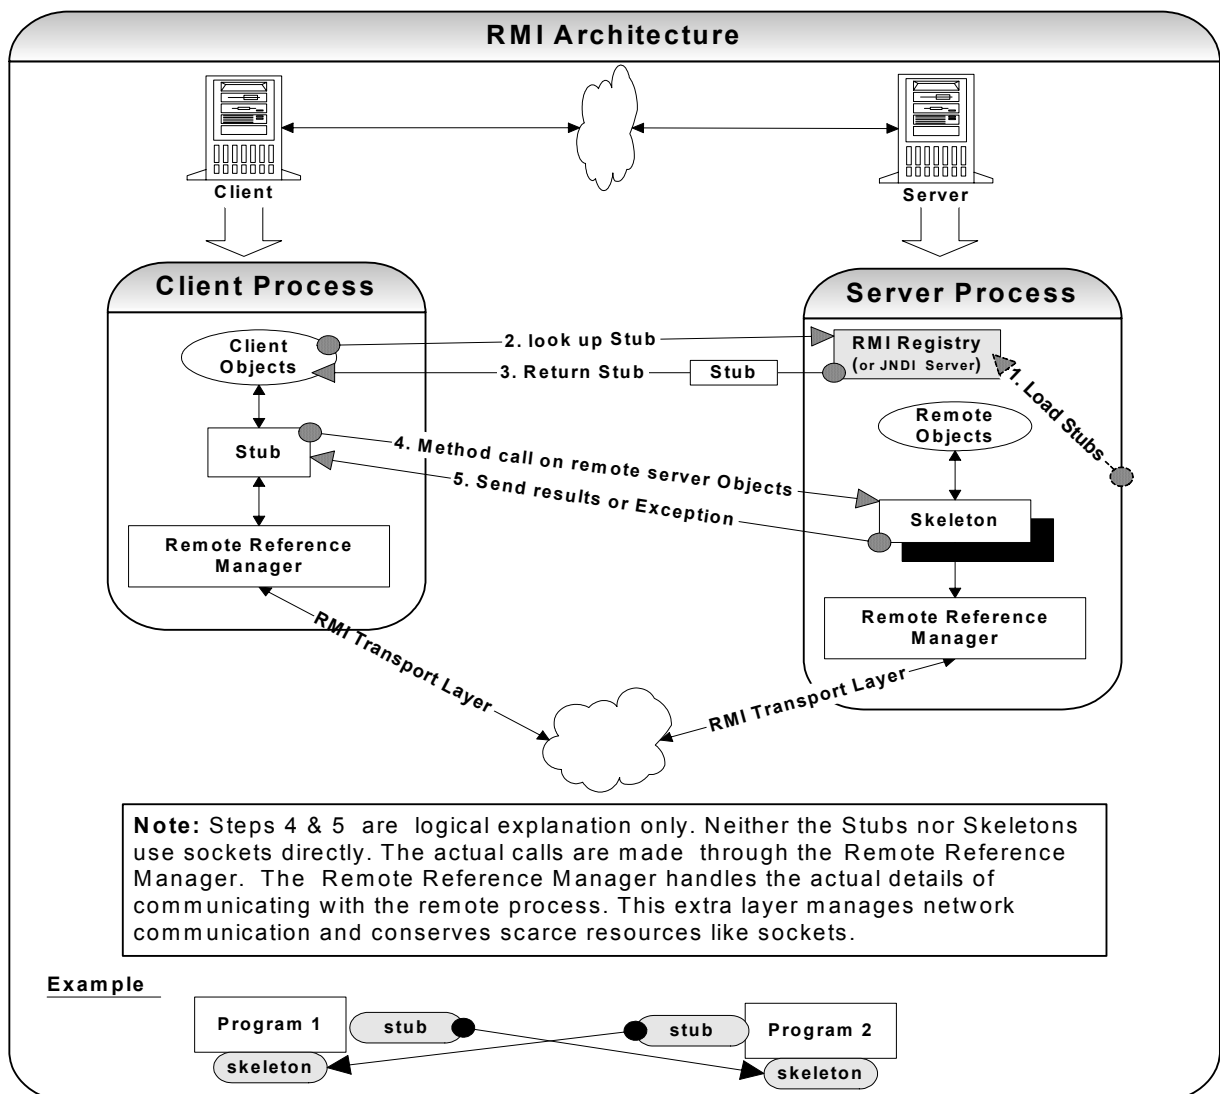 RMI Architecture
Client
Server
Client Process
Server Process
Client
Objects
2. look up Stub
RMI Registry
(or JNDI Server)
3. Return Stub
Stub
1. Load Stubs
Remote
Objects
Stub
4. Method call on remote server Objects
5. Send results or Exception
Skeleton
Remote Reference
Manager
Remote Reference
Manager
RMI Transport Layer
RMI Transport Layer
Note: Steps 4 & 5 are logical explanation only. Neither the Stubs nor Skeletons
use sockets directly. The actual calls are made through the Remote Reference
Manager. The Remote Reference Manager handles the actual details of
communicating with the remote process. This extra layer manages network
communication and conserves scarce resources like sockets.
Example
Program 1
stub
stub
Program 2
skeleton
skeleton